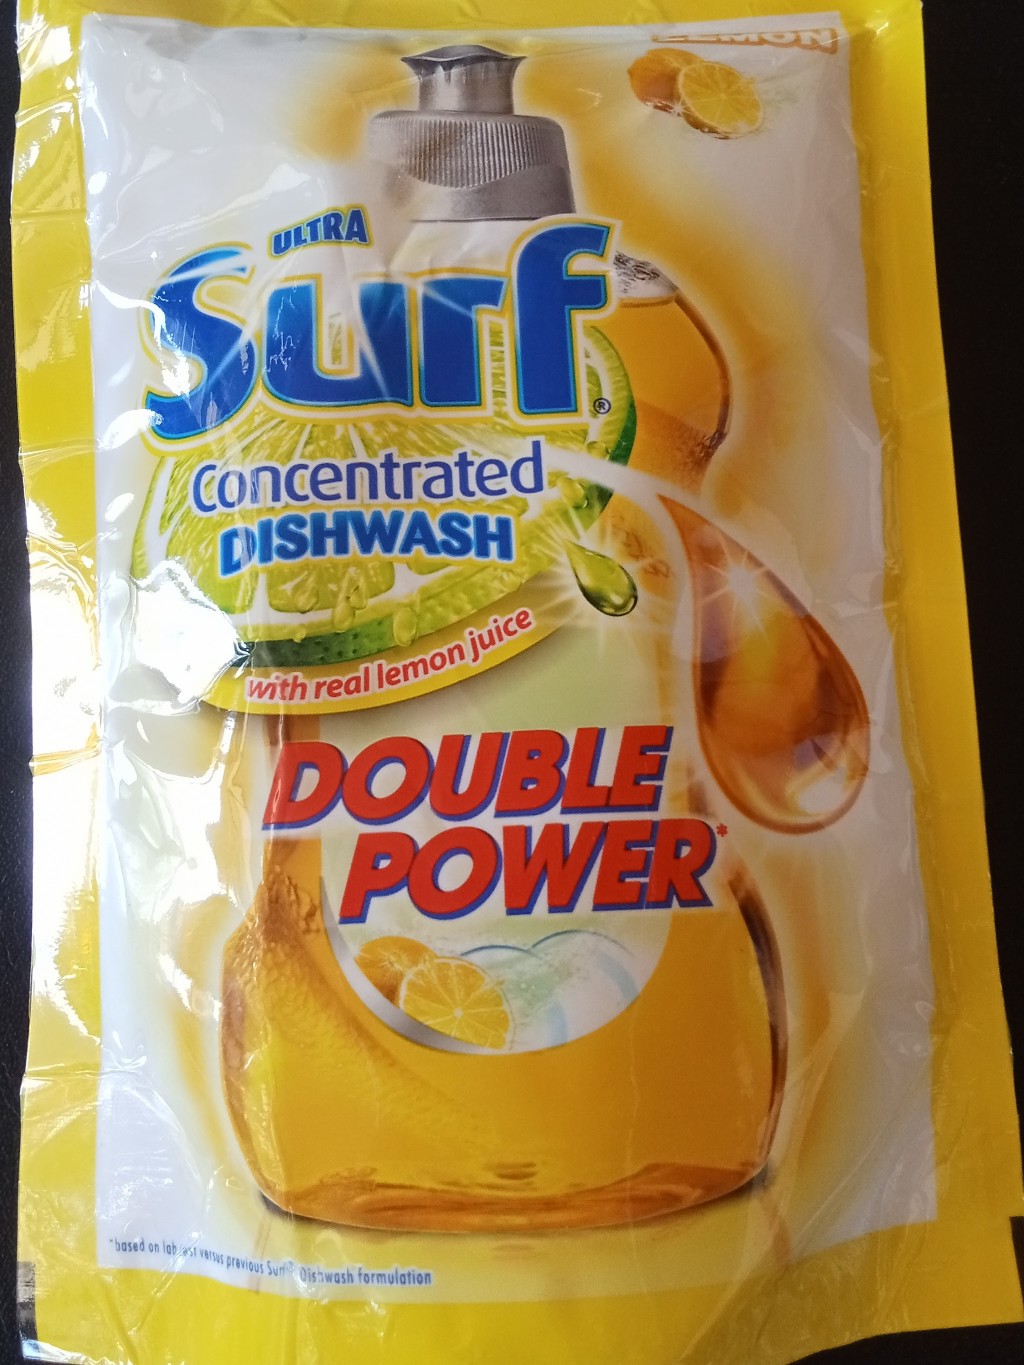 LEMON
ULTRA
Surf®
Concentrated
DISHWASH
with real lemon juice
DOUBLE
POWER*
*based on lab test versus previous Surf® Dishwash formulation